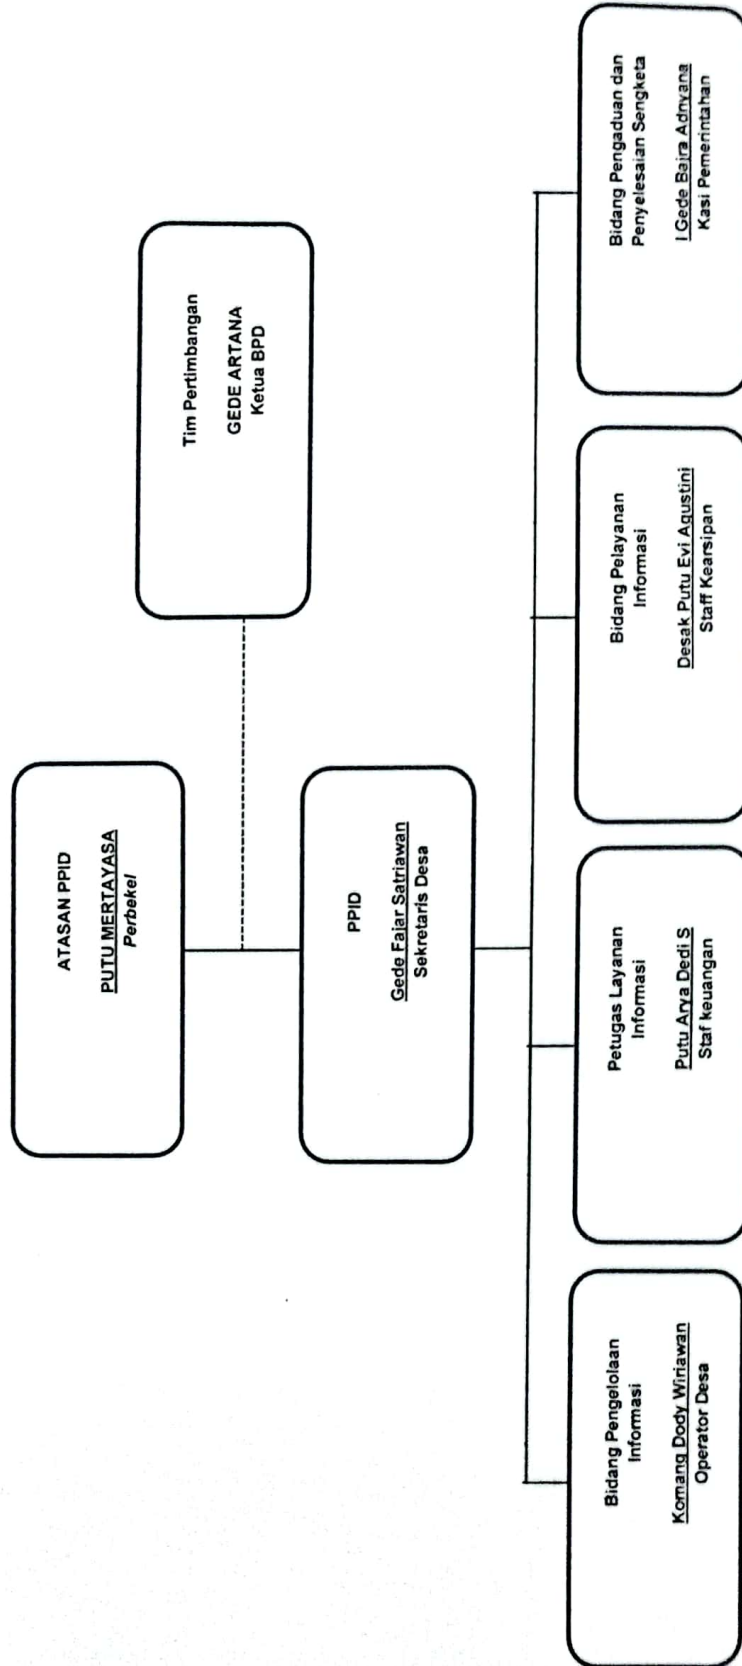 ATASAN PPID
PUTU MERTAYASA
Perbekel
Tim Pertimbangan
GEDE ARTANA
Ketua BPD
PPID
Gede Fajar Satriawan
Sekretaris Desa
Bidang Pengelolaan
Informasi
Komang Dody Wiriawan
Operator Desa
Petugas Layanan
Informasi
Putu Arya Dedi S
Staf keuangan
Bidang Pelayanan
Informasi
Desak Putu Evi Agustini
Staff Kearsipan
Bidang Pengaduan dan
Penyelesaian Sengketa
I Gede Bajra Adnyana
Kasi Pemerintahan